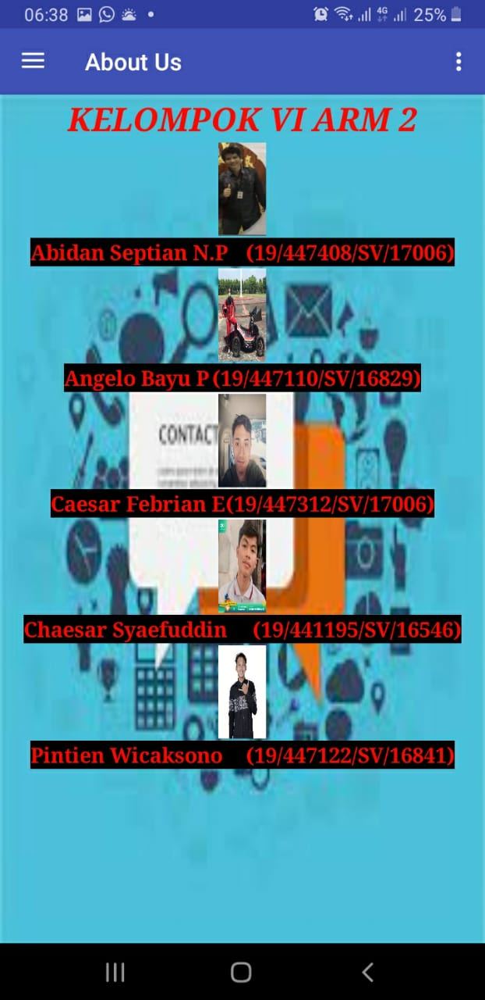 06:38
4G
25%
About Us
KELOMPOK VI ARM 2
Abidan Septian N.P (19/447408/SV/17006)
Angelo Bayu P (19/447110/SV/16829)
CONTACT
Caesar Febrian E(19/447312/SV/17006)
Chaesar Syaefuddin (19/441195/SV/16546)
Pintien Wicaksono (19/447122/SV/16841)